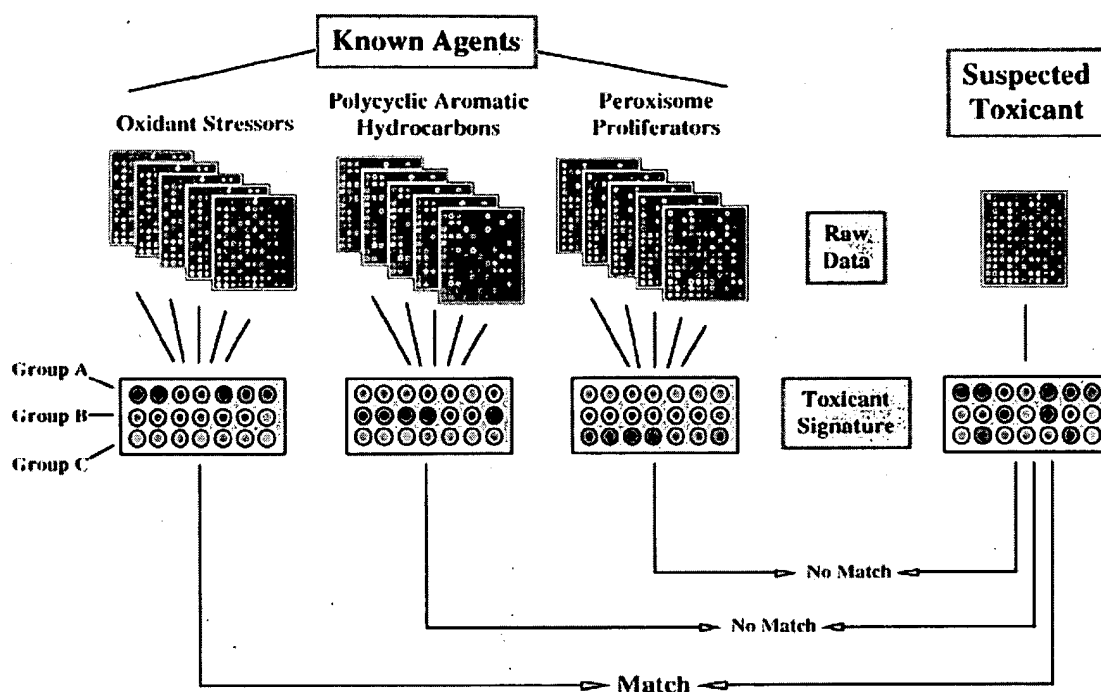 Known Agents
Suspected
Toxicant
Oxidant Stressors
Polycyclic Aromatic
Hydrocarbons
Peroxisome
Proliferators
Raw
Data
Group A
Group B
Group C
Toxicant
Signature
No Match
No Match
Match